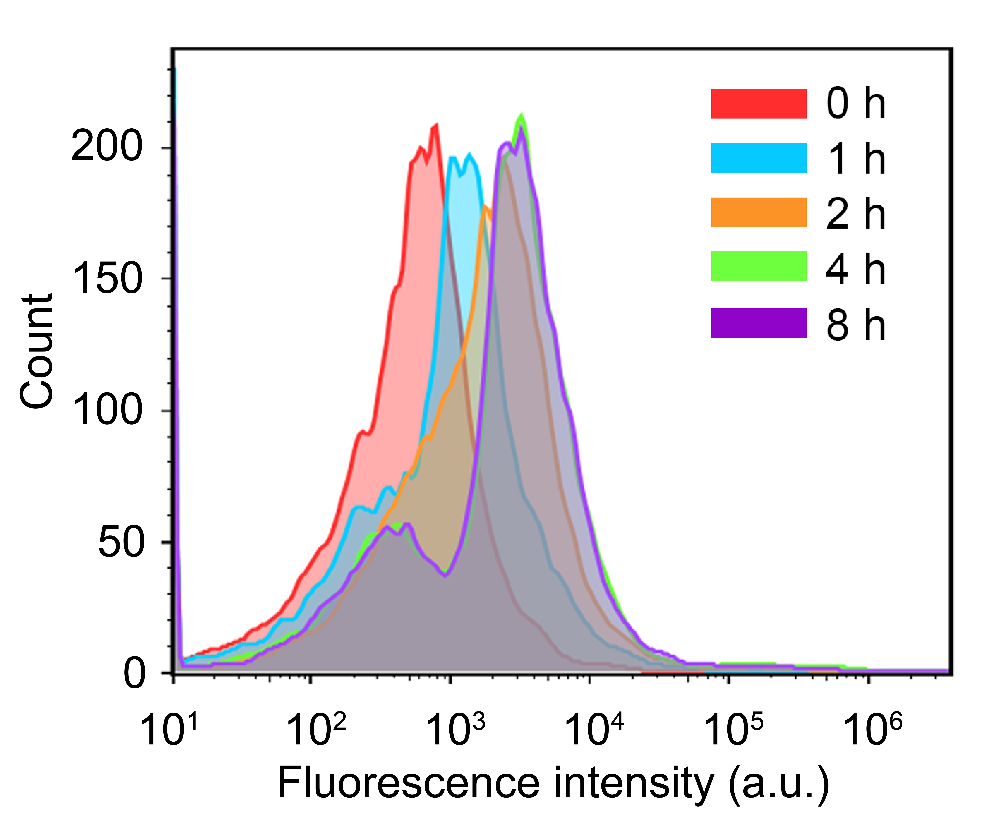 0 h
1 h
2 h
4 h
8 h
200
150
100
50
0
Count
10¹ 10² 10³ 10⁴ 10⁵ 10⁶
Fluorescence intensity (a.u.)